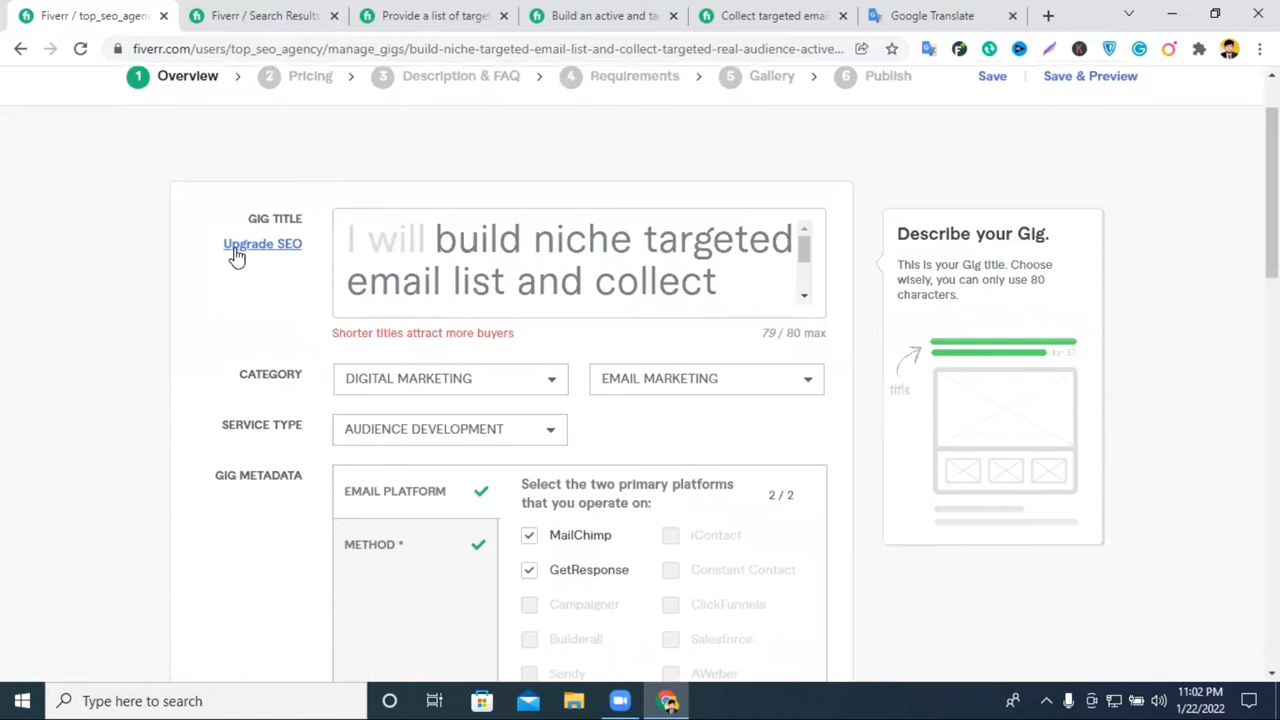 Fiverr / top_seo_agen
Fiverr / Search Results
Provide a list of targe
Build an active and ta
Collect targeted emai
Google Translate
fiverr.com/users/top_seo_agency/manage_gigs/build-niche-targeted-email-list-and-collect-targeted-real-audience-active...
1 Overview
2 Pricing
3 Description & FAQ
4 Requirements
5 Gallery
6 Publish
Save
Save & Preview
GIG TITLE
Upgrade SEO
I will build niche targeted
email list and collect
Shorter titles attract more buyers
79 / 80 max
Describe your Gig.
This is your Gig title. Choose
wisely, you can only use 80
characters.
title
CATEGORY
DIGITAL MARKETING
EMAIL MARKETING
SERVICE TYPE
AUDIENCE DEVELOPMENT
GIG METADATA
EMAIL PLATFORM
METHOD *
Select the two primary platforms
that you operate on:
2 / 2
MailChimp
iContact
GetResponse
Constant Contact
Campaigner
ClickFunnels
Builderall
Salesforce
Sendy
AWeber
Type here to search
11:02 PM
1/22/2022